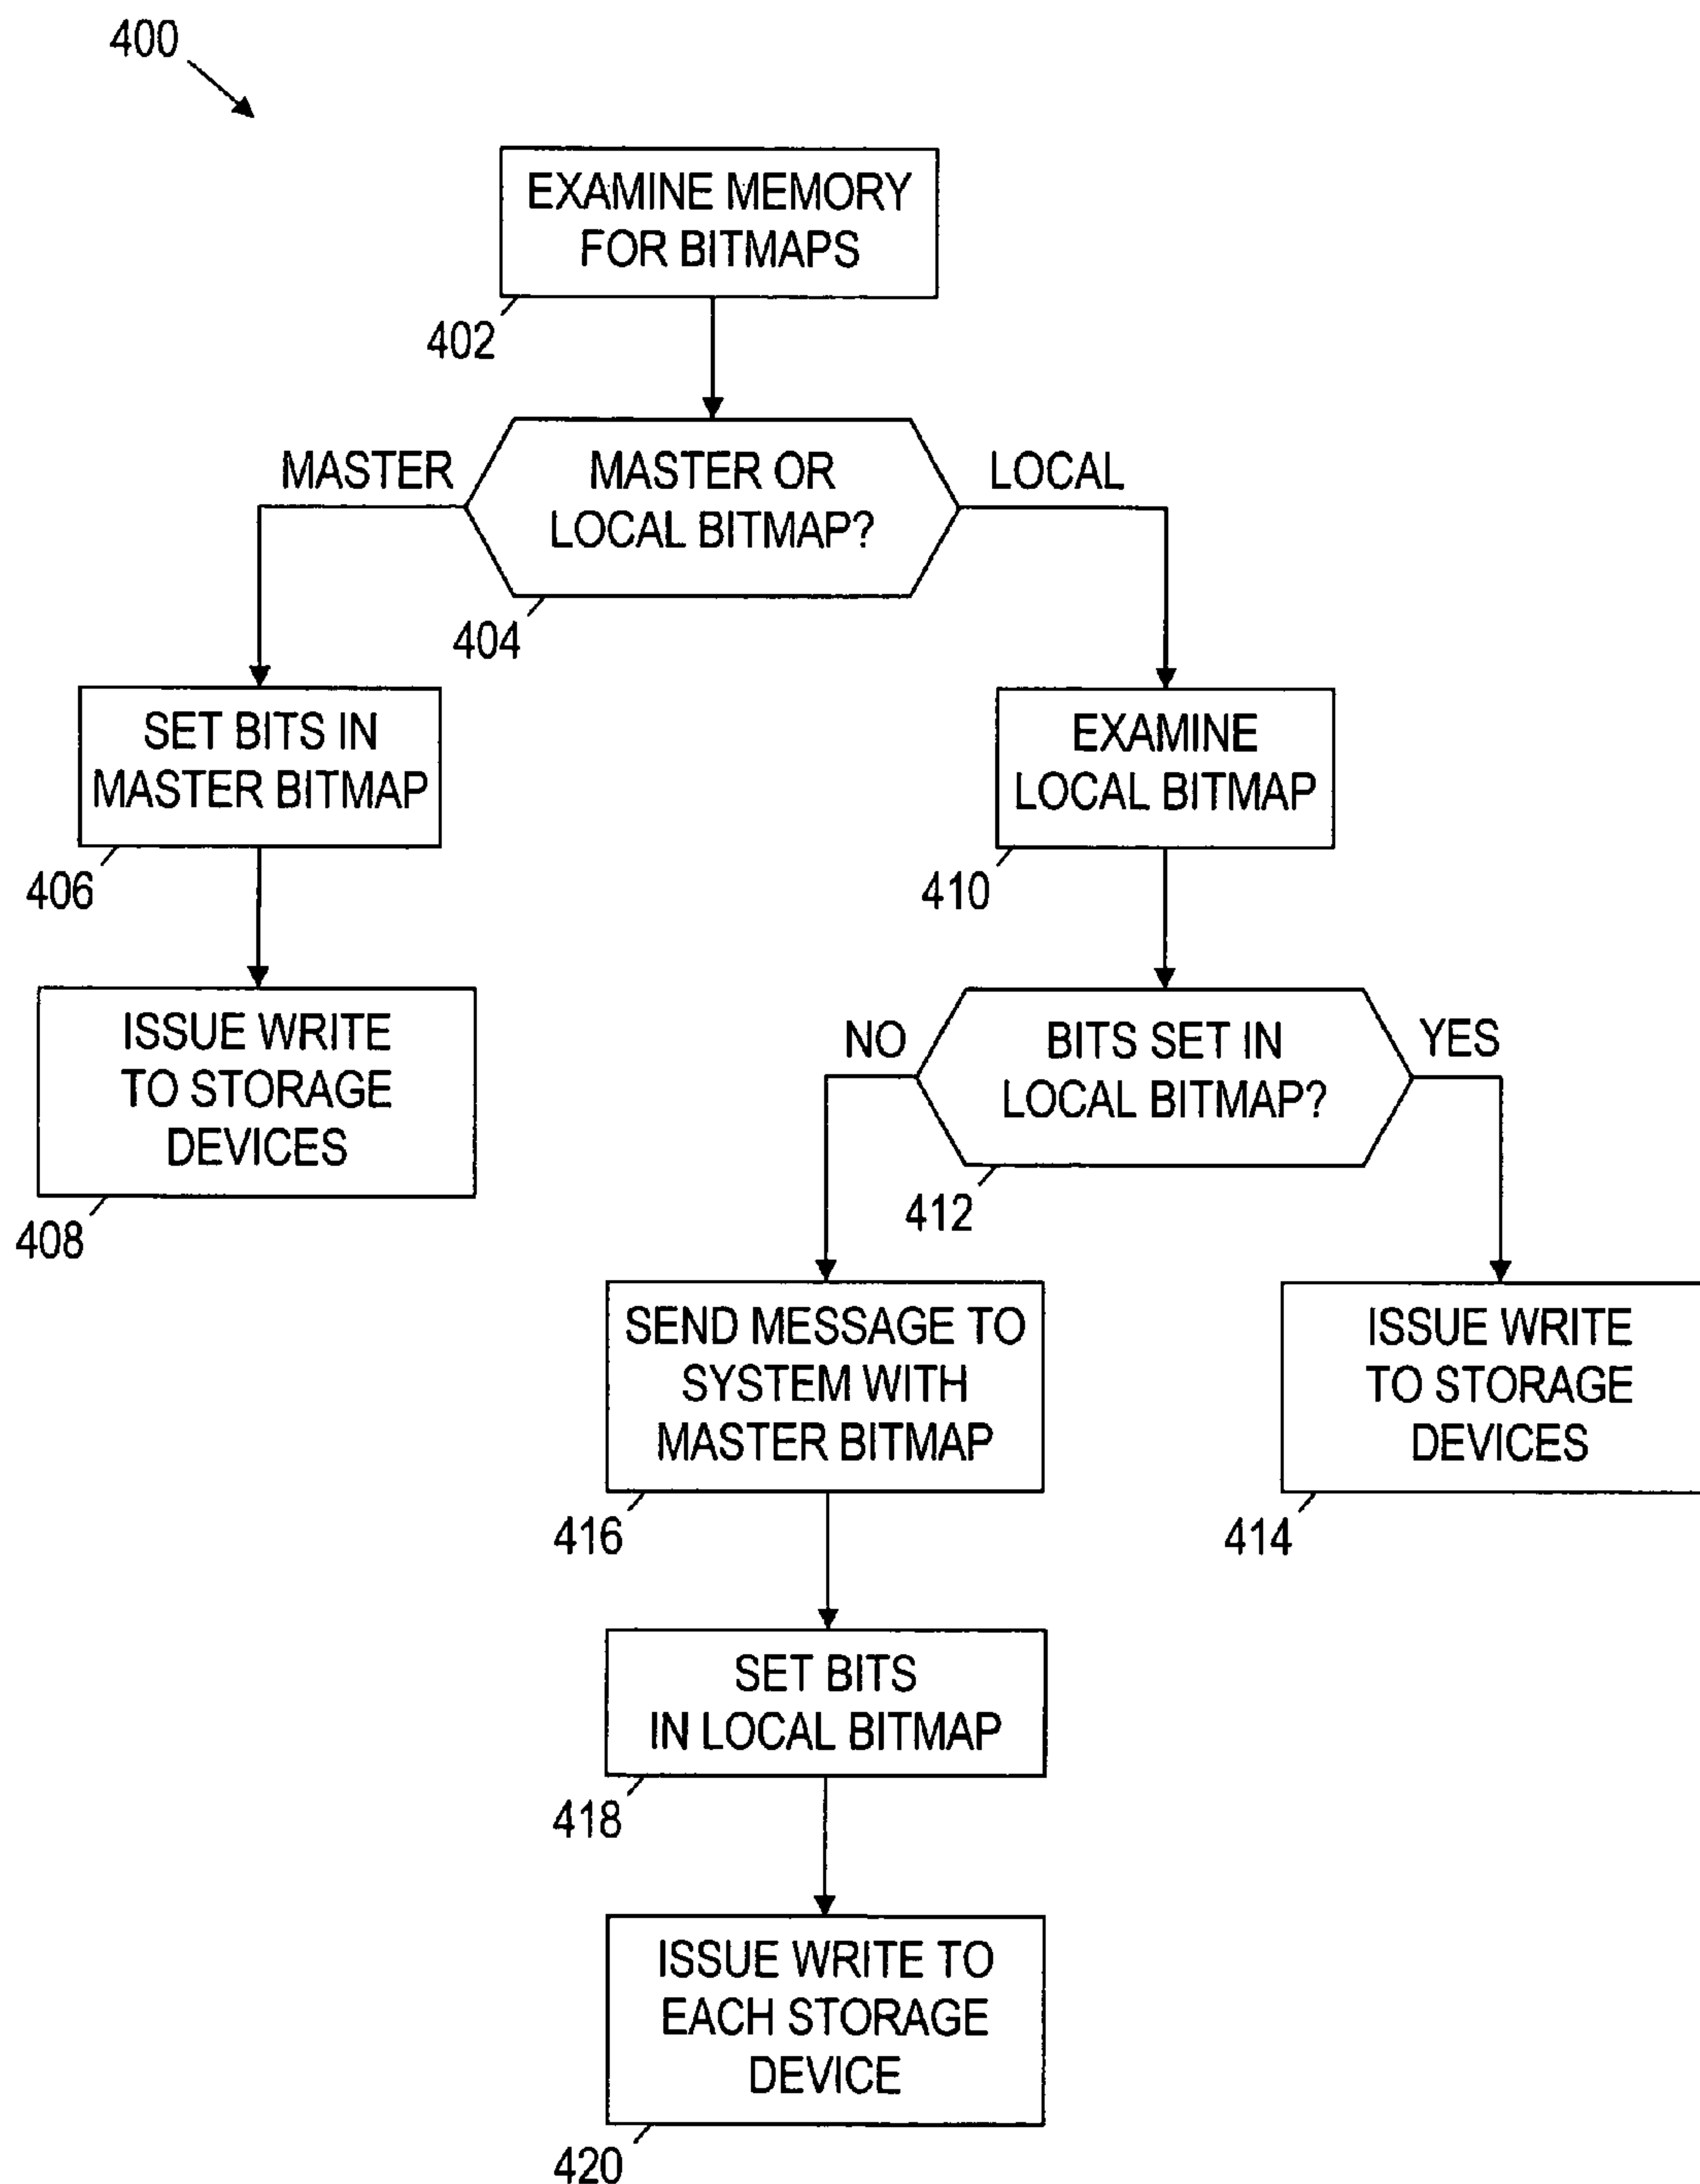 400
EXAMINE MEMORY
FOR BITMAPS
402
MASTER
MASTER OR
LOCAL BITMAP?
LOCAL
404
SET BITS IN
MASTER BITMAP
406
EXAMINE
LOCAL BITMAP
410
ISSUE WRITE
TO STORAGE
DEVICES
408
NO
BITS SET IN
LOCAL BITMAP?
YES
412
SEND MESSAGE TO
SYSTEM WITH
MASTER BITMAP
416
ISSUE WRITE
TO STORAGE
DEVICES
414
SET BITS
IN LOCAL BITMAP
418
ISSUE WRITE TO
EACH STORAGE
DEVICE
420